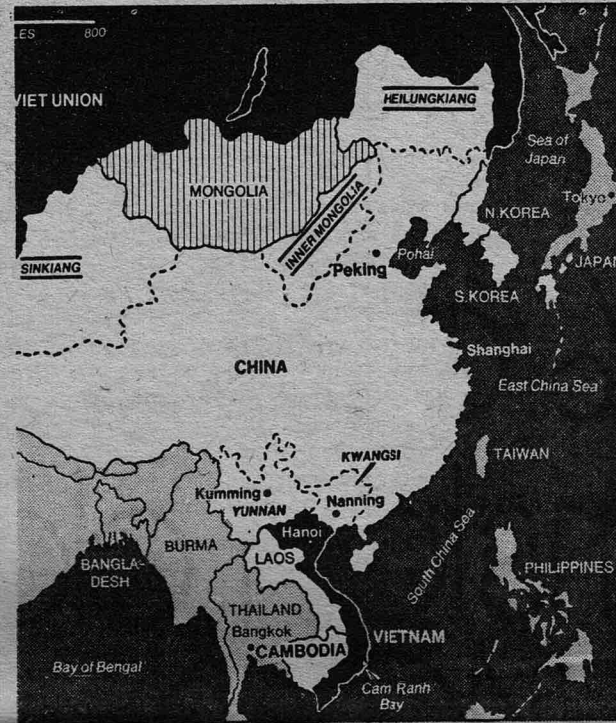 LES 800
VIET UNION
HEILUNGKIANG
Sea of
Japan
MONGOLIA
INNER MONGOLIA
Tokyo
N.KOREA
SINKIANG
Peking
Pohai
JAPAN
S.KOREA
Shanghai
CHINA
East China Sea
KWANGSI
TAIWAN
Kumming
YUNNAN
Nanning
Hanoi
BURMA
LAOS
BANGLA-
DESH
South China Sea
PHILIPPINES
THAILAND
Bangkok
VIETNAM
CAMBODIA
Bay of Bengal
Cam Ranh
Bay